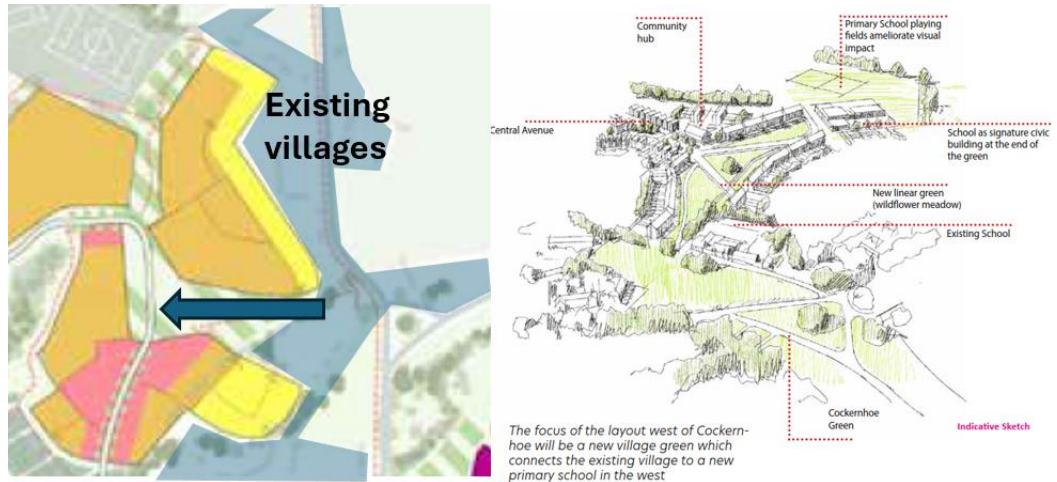 Existing
villages
Community
hub
Primary School playing
fields ameliorate visual
impact
Central Avenue
School as signature civic
building at the end of
the green
New linear green
(wildflower meadow)
Existing School
Cockernhoe
Green
Indicative Sketch
The focus of the layout west of Cockern-
hoe will be a new village green which
connects the existing village to a new
primary school in the west